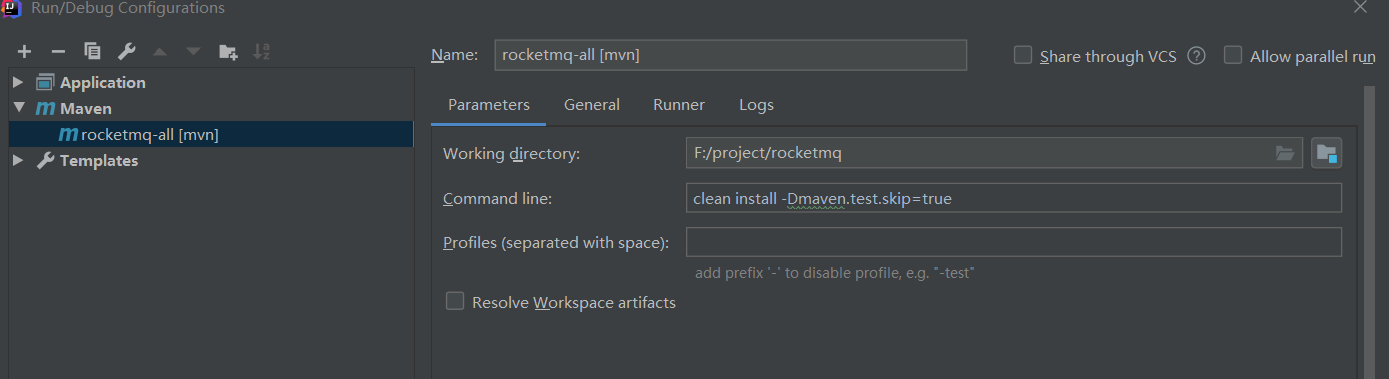 Run/Debug Configurations
Name: rocketmq-all [mvn] Share through VCS ? Allow parallel run
Application
Maven
rocketmq-all [mvn]
Templates
Parameters General Runner Logs
Working directory: F:/project/rocketmq
Command line: clean install -Dmaven.test.skip=true
Profiles (separated with space):
add prefix '-' to disable profile, e.g. "-test"
Resolve Workspace artifacts